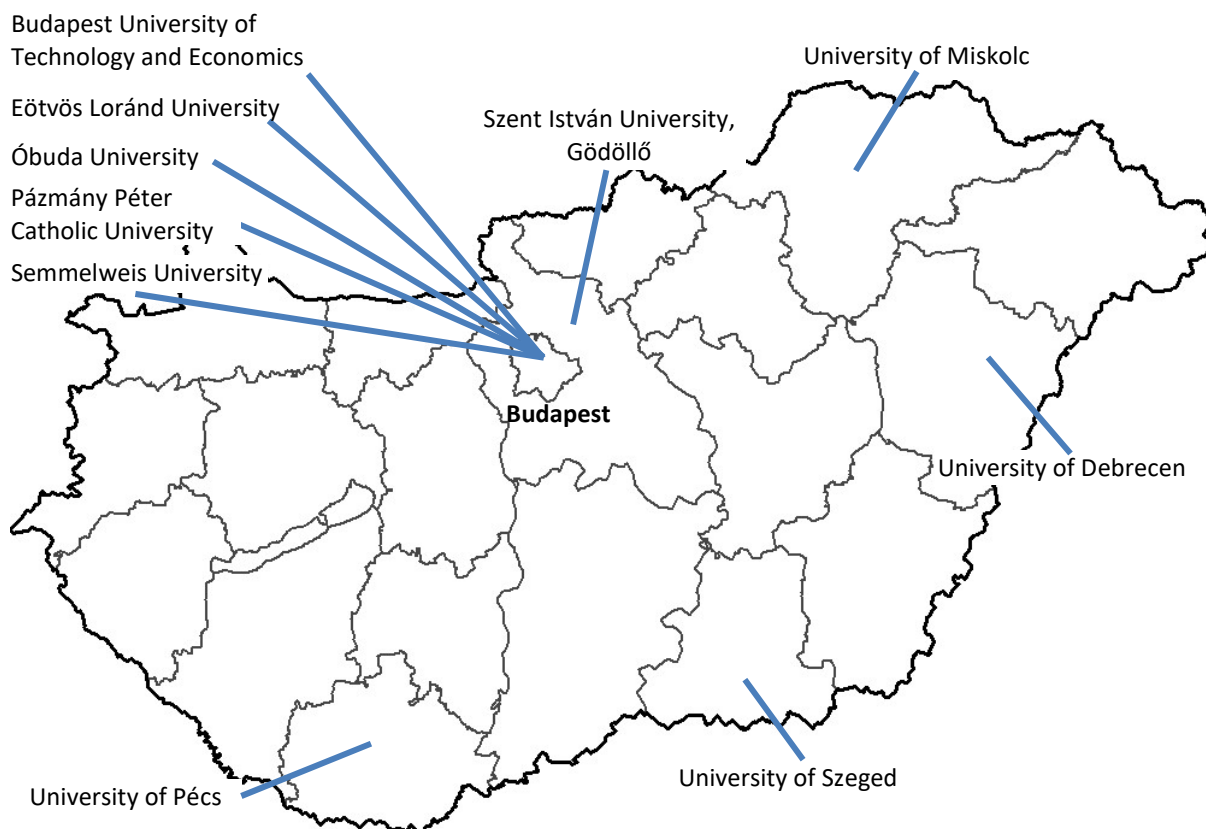 Budapest University of
Technology and Economics
Eötvös Loránd University
Óbuda University
Pázmány Péter
Catholic University
Semmelweis University
Szent István University,
Gödöllő
University of Miskolc
Budapest
University of Debrecen
University of Szeged
University of Pécs